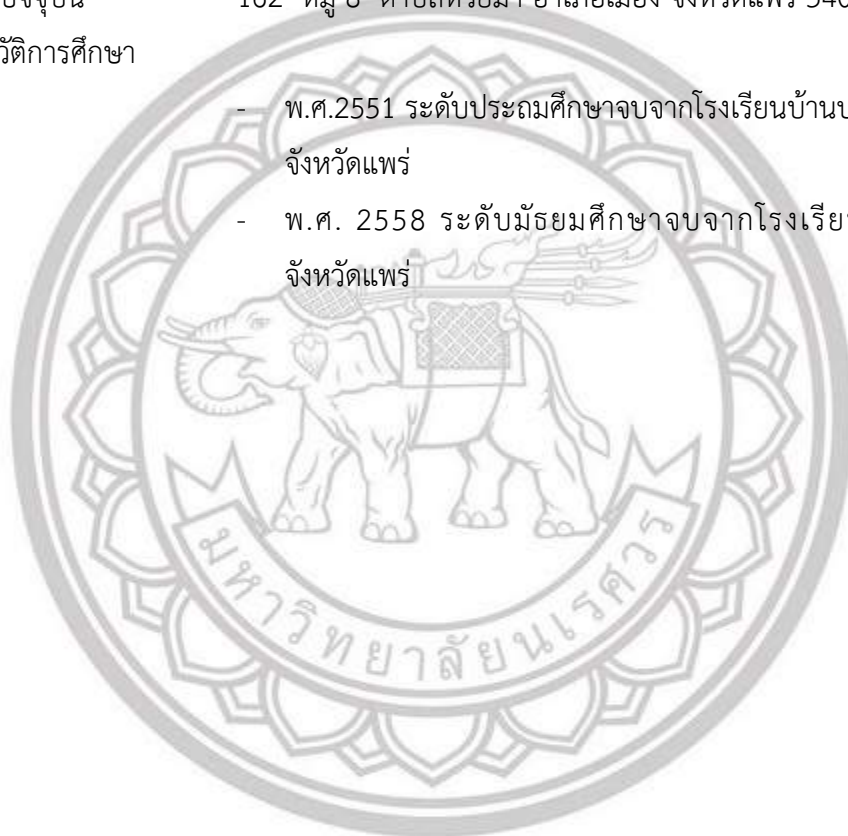 102 หมู่ 8 อำเภอเมือง จังหวัดแพร่
วัติการศึกษา
- พ.ศ.2551 ระดับประถมศึกษาจบจากโรงเรียนบ้าน
จังหวัดแพร่
- พ.ศ. 2558 ระดับมัธยมศึกษาจบจากโรงเรีย
จังหวัดแพร่
มหาวิทยาลัยนเรศวร